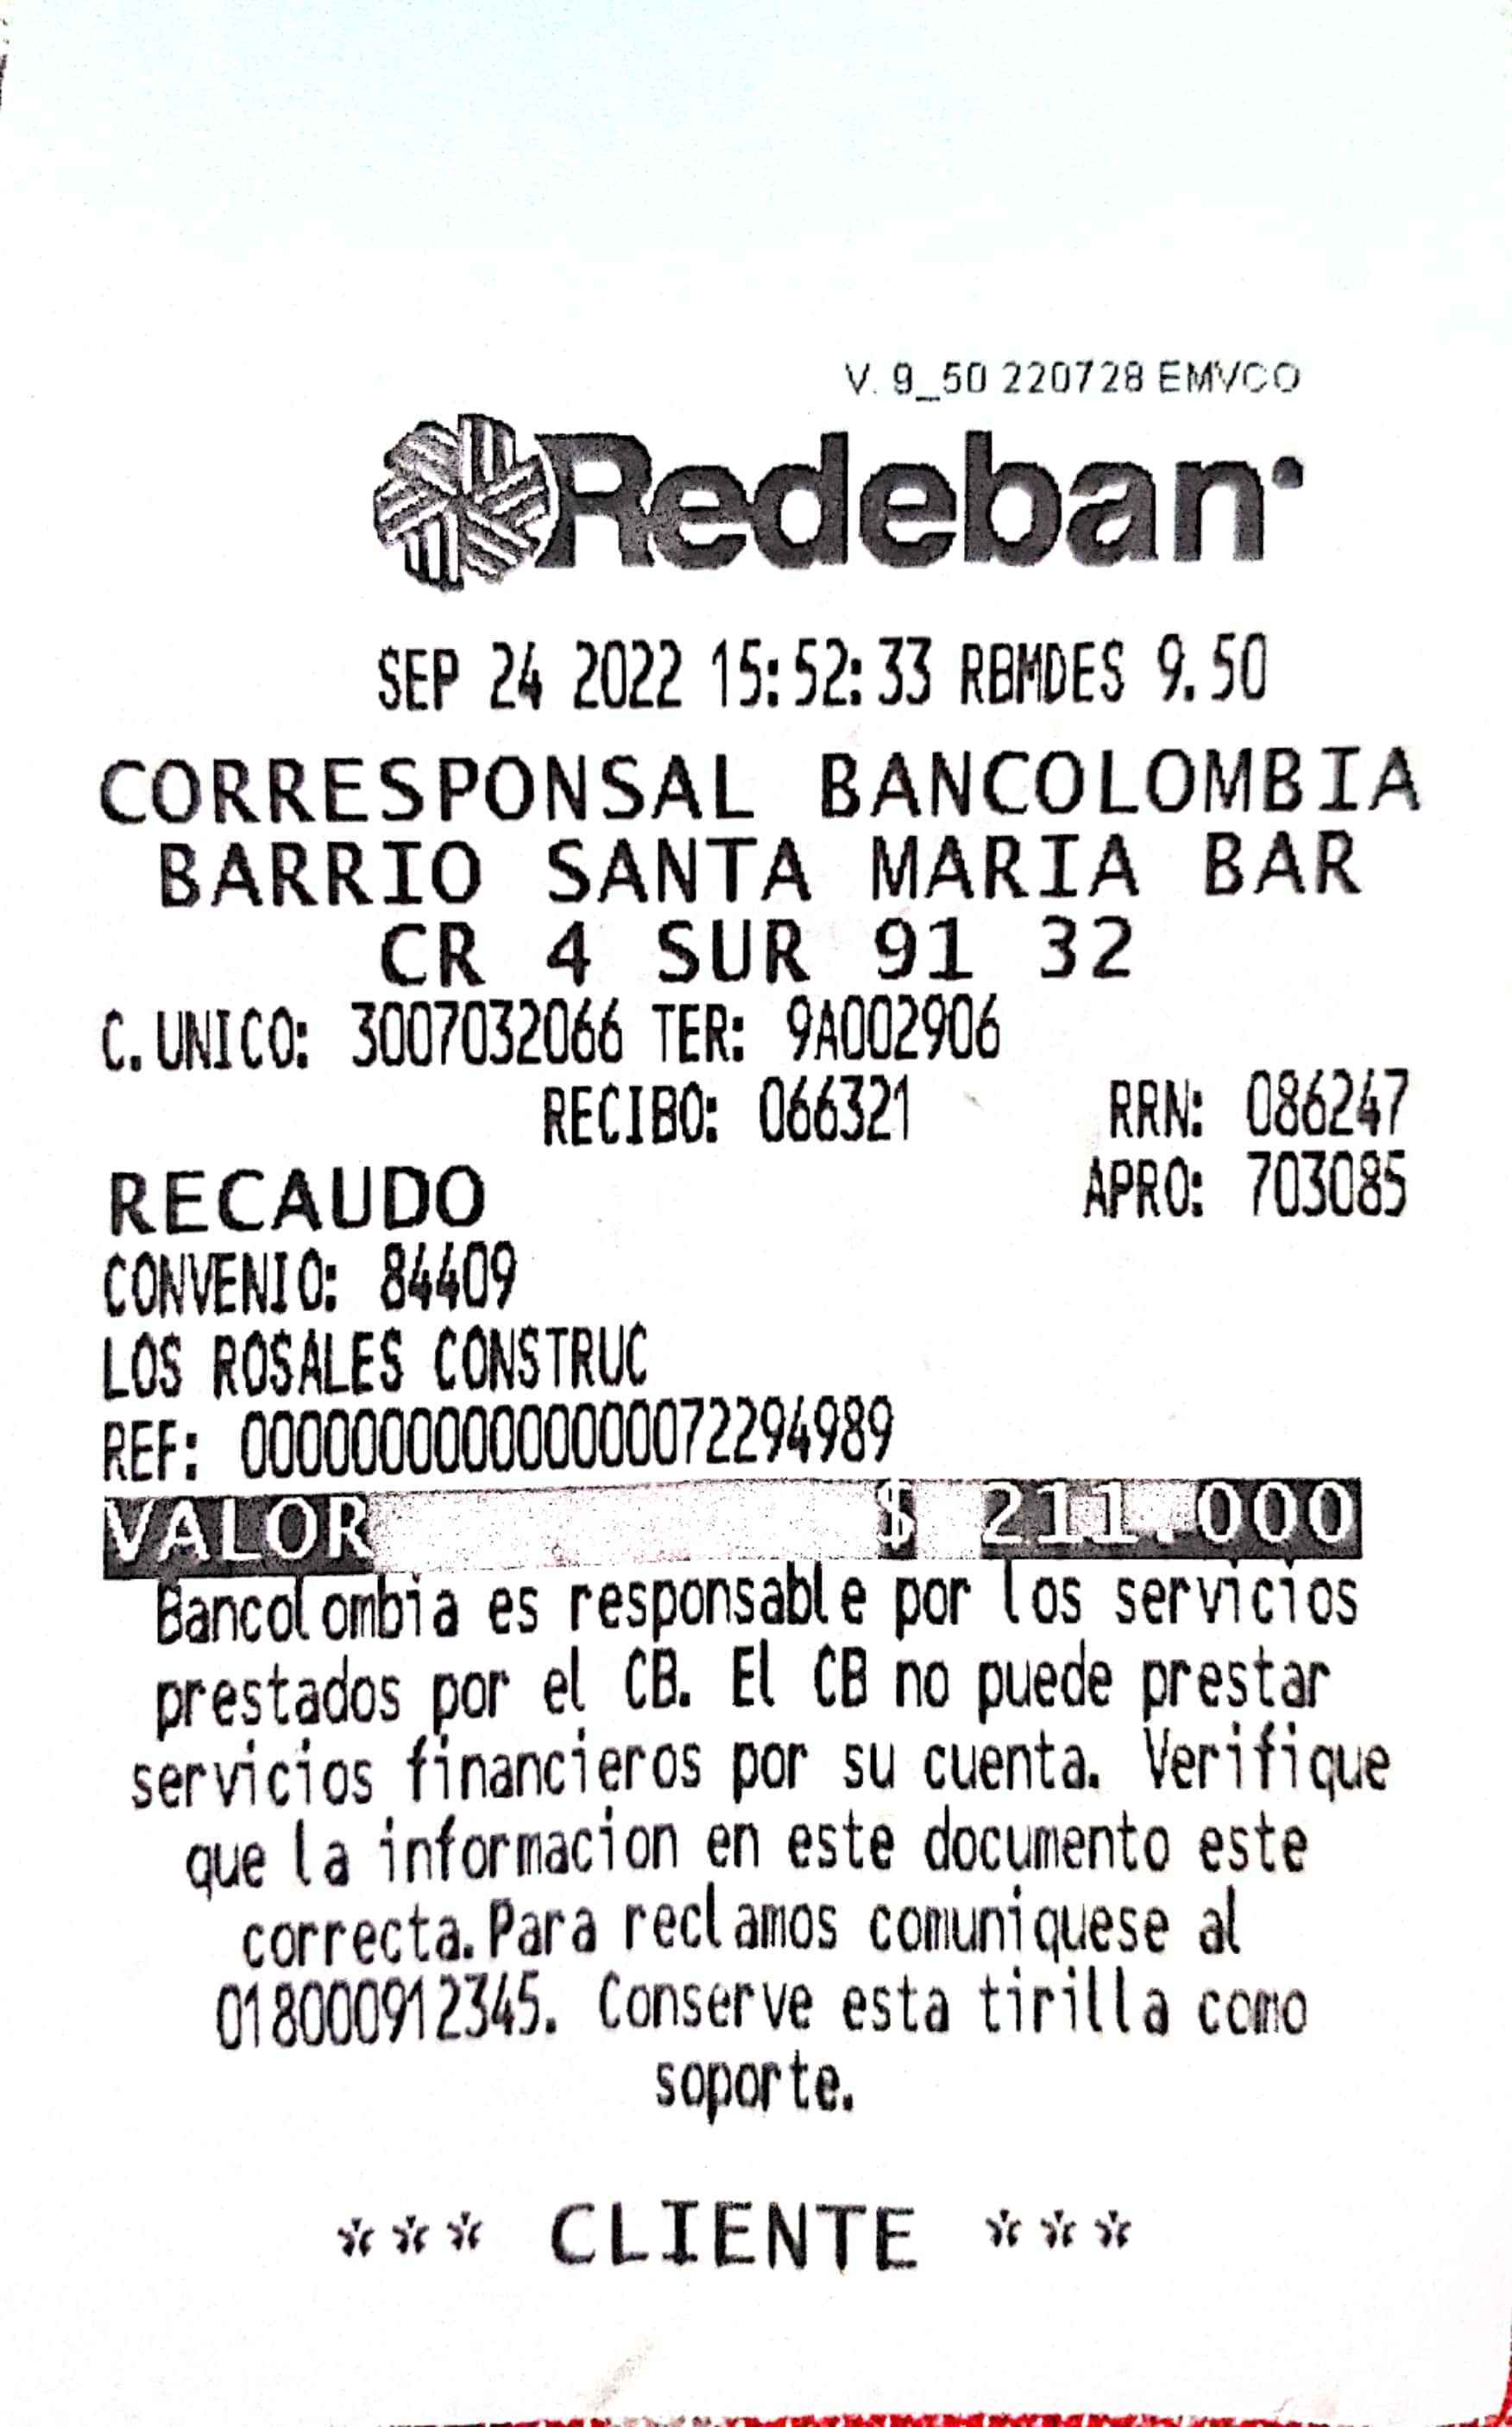 V. 9_50 220728 EMVCO
Redeban
SEP 24 2022 15:52:33 RBMDES 9.50
CORRESPONSAL BANCOLOMBIA
BARRIO SANTA MARIA BAR
CR 4 SUR 91 32
C.UNICO: 3007032066 TER: 9A002906
RECIBO: 066321 RRN: 086247
RECAUDO APRO: 703085
CONVENIO: 84409
LOS ROSALES CONSTRUC
REF: 000000000000000072294989
VALOR $ 211.000
Bancolombia es responsable por los servicios
prestados por el CB. El CB no puede prestar
servicios financieros por su cuenta. Verifique
que la informacion en este documento este
correcta.Para reclamos comuniquese al
018000912345. Conserve esta tirilla como
soporte.
*** CLIENTE ***